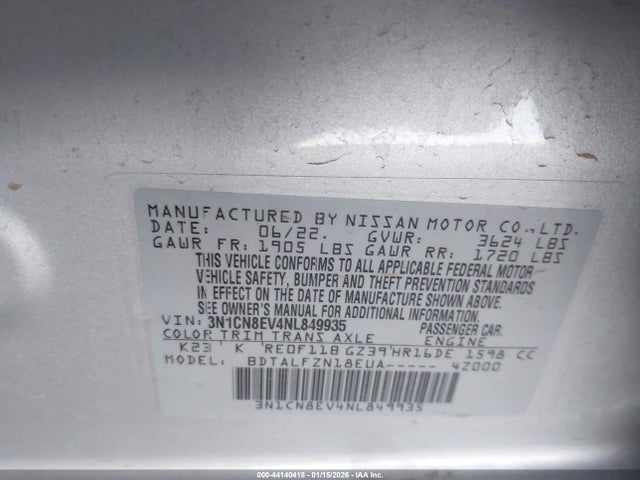 MANUFACTURED BY NISSAN MOTOR CO., LTD.
DATE: 06/22. GVWR: 3624 LBS
GAWR FR: 1905 LBS GAWR RR: 1720 LBS
THIS VEHICLE CONFORMS TO ALL APPLICABLE FEDERAL MOTOR
VEHICLE SAFETY, BUMPER AND THEFT PREVENTION STANDARDS
IN EFFECT ON THE DATE OF MANUFACTURE SHOWN ABOVE.
SEE OWNER'S MANUAL FOR ADDITIONAL INFORMATION
VIN: 3N1CN8EV4NL849935 PASSENGER CAR.
COLOR TRIM TRANS AXLE ENGINE
K23 K RE0F11B GZ39 HR16DE 1598 CC
MODEL: BDTALFZN18EUA----- 4Z000
3N1CN8EV4NL849935
000-44140418 - 01/15/2026 - IAA Inc.